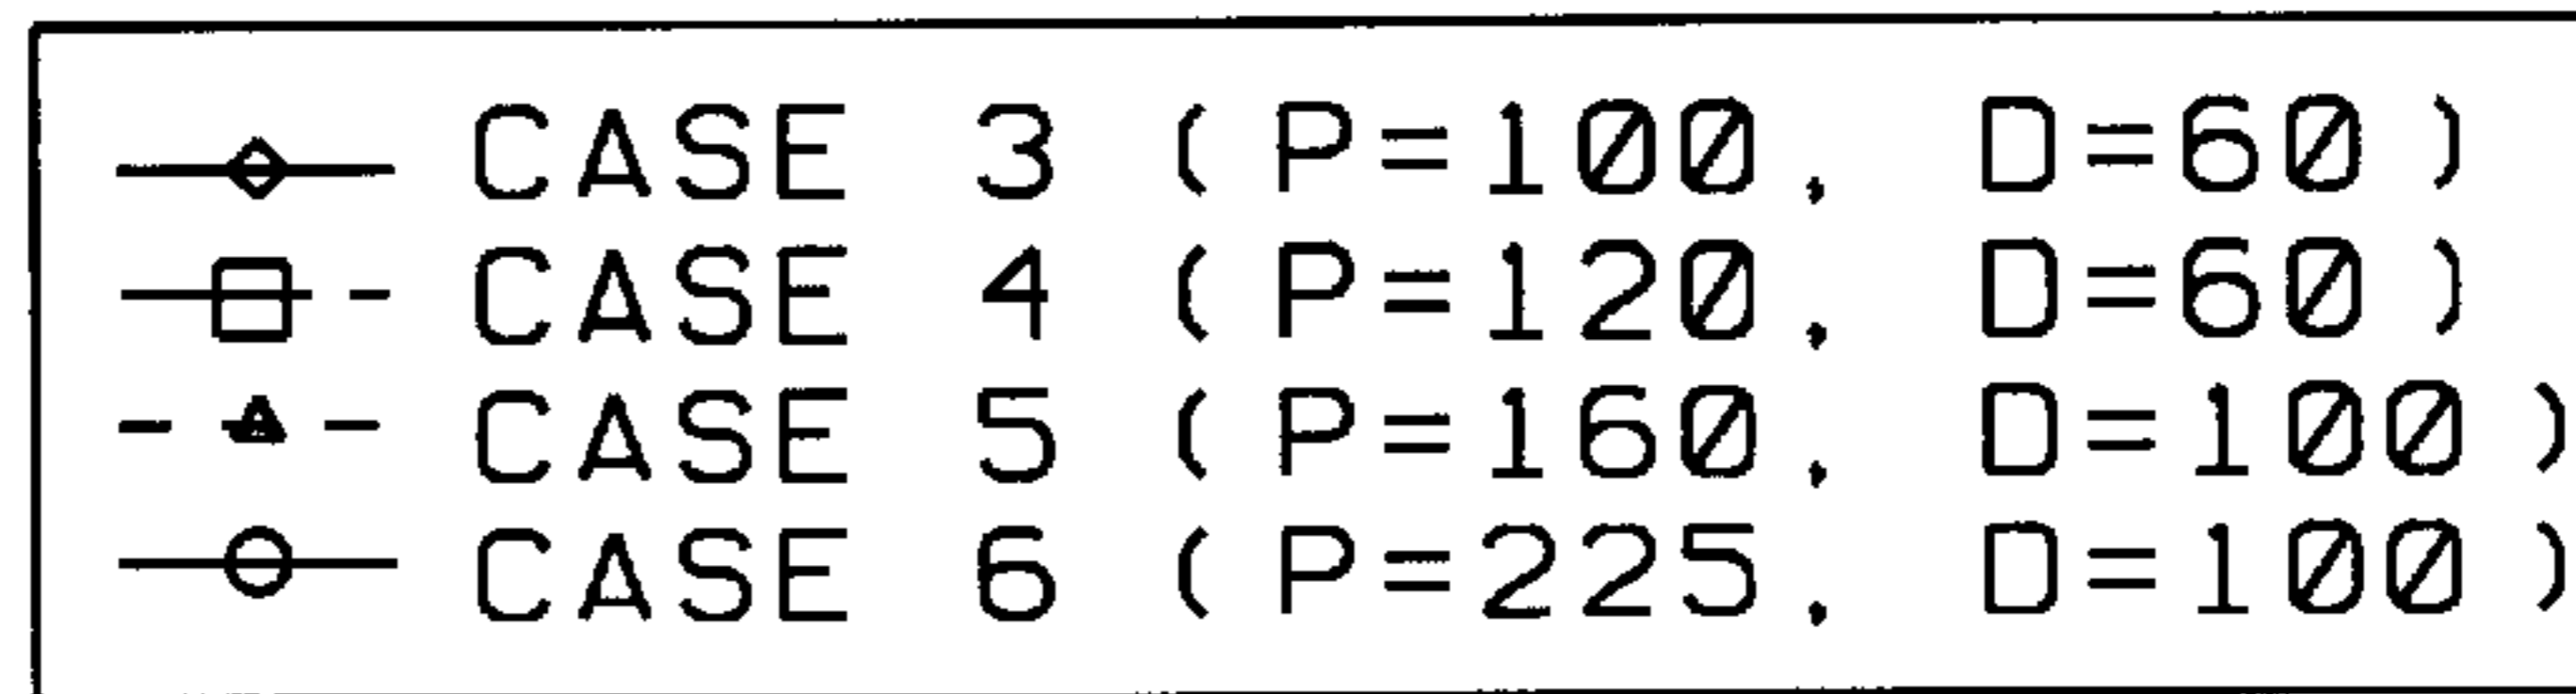 CASE 3 (P=100, D=60)
CASE 4 (P=120, D=60)
CASE 5 (P=160, D=100)
CASE 6 (P=225, D=100)